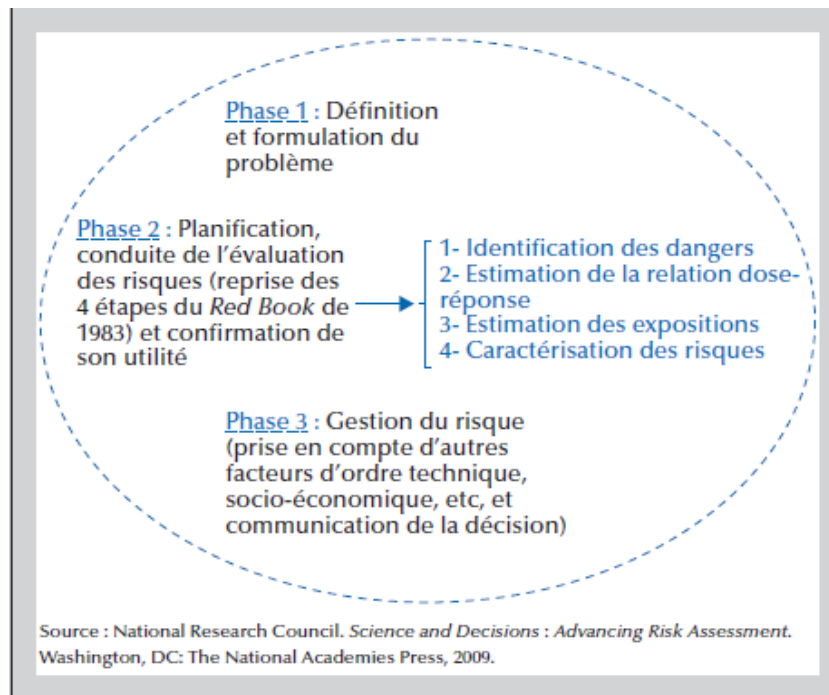 Phase 1 : Définition
et formulation du
problème
Phase 2 : Planification,
conduite de l'évaluation
des risques (reprise des
4 étapes du Red Book de
1983) et confirmation de
son utilité
1- Identification des dangers
2- Estimation de la relation dose-
réponse
3- Estimation des expositions
4- Caractérisation des risques
Phase 3 : Gestion du risque
(prise en compte d'autres
facteurs d'ordre technique,
socio-économique, etc, et
communication de la décision)
Source : National Research Council. Science and Decisions : Advancing Risk Assessment.
Washington, DC: The National Academies Press, 2009.